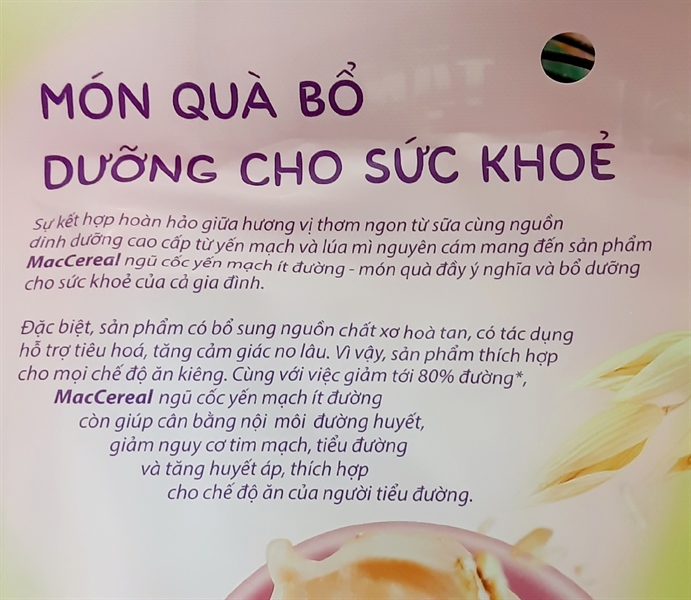 MÓN QUÀ BỔ
DƯỠNG CHO SỨC KHOẺ
Sự kết hợp hoàn hảo giữa hương vị thơm ngon từ sữa cùng nguồn
dinh dưỡng cao cấp từ yến mạch và lúa mì nguyên cám mang đến sản phẩm
MacCereal ngũ cốc yến mạch ít đường - món quà đầy ý nghĩa và bổ dưỡng
cho sức khoẻ của cả gia đình.
Đặc biệt, sản phẩm có bổ sung nguồn chất xơ hoà tan, có tác dụng
hỗ trợ tiêu hoá, tăng cảm giác no lâu. Vì vậy, sản phẩm thích hợp
cho mọi chế độ ăn kiêng. Cùng với việc giảm tới 80% đường*,
MacCereal ngũ cốc yến mạch ít đường
còn giúp cân bằng nội môi đường huyết,
giảm nguy cơ tim mạch, tiểu đường
và tăng huyết áp, thích hợp
cho chế độ ăn của người tiểu đường.